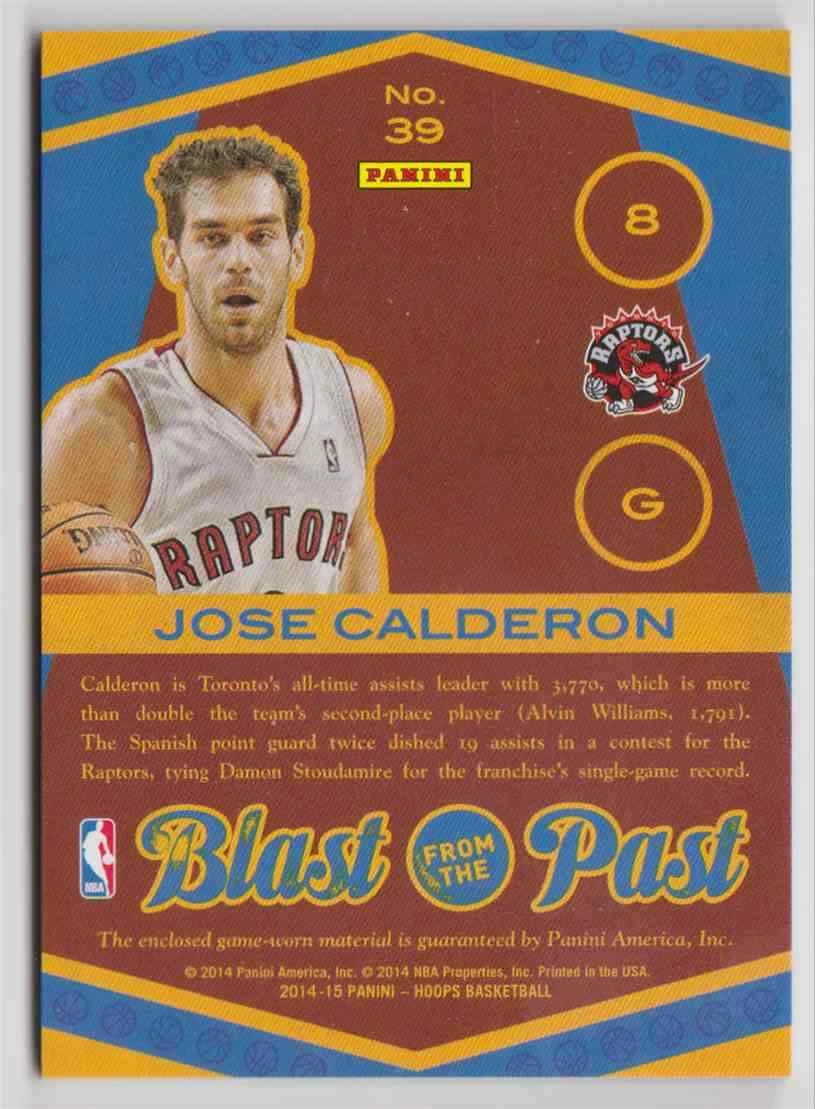 No.
39
PANINI
8
RAPTORS
G
SPALDING
RAPTOR
JOSE CALDERON
Calderon is Toronto's all-time assists leader with 3,770, which is more
than double the team's second-place player (Alvin Williams, 1,791).
The Spanish point guard twice dished 19 assists in a contest for the
Raptors, tying Damon Stoudamire for the franchise's single-game record.
NBA
Blast FROM THE Past
The enclosed game-worn material is guaranteed by Panini America, Inc.
© 2014 Panini America, Inc. © 2014 NBA Properties, Inc. Printed in the USA.
2014-15 PANINI – HOOPS BASKETBALL